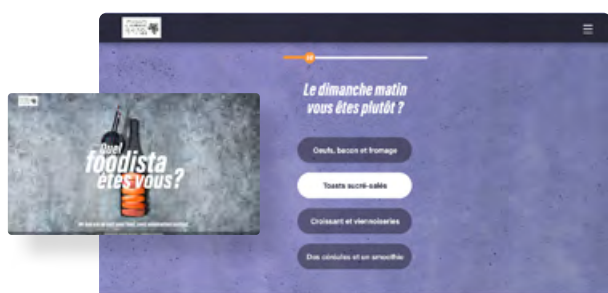 Le dimanche matin
vous êtes plutôt ?
Oeufs, bacon et fromage
Toasts sucré-salés
Croissant et viennoiseries
Des céréales et un smoothie
Quel
foodista
êtes vous?